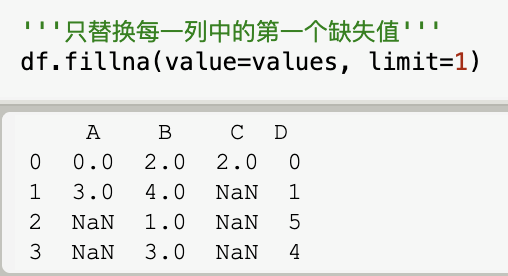 '''只替换每一列中的第一个缺失值'''
df.fillna(value=values, limit=1)
A B C D
0 0.0 2.0 2.0 0
1 3.0 4.0 NaN 1
2 NaN 1.0 NaN 5
3 NaN 3.0 NaN 4